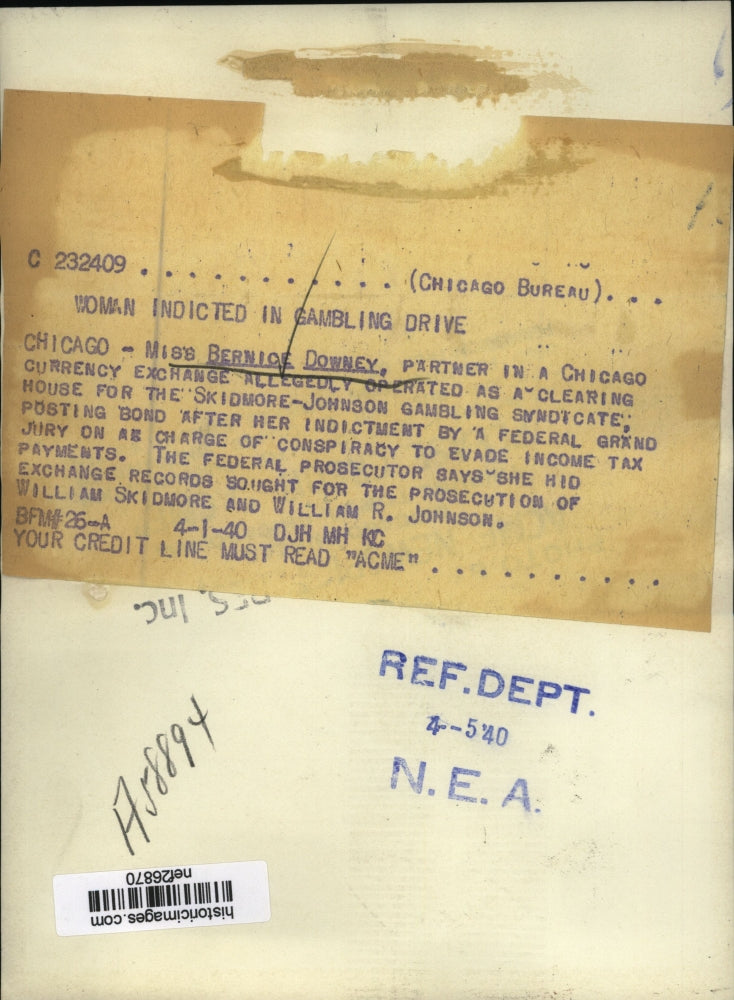 C 232409 . . . . . . . . . . . . (CHICAGO BUREAU). . .
WOMAN INDICTED IN GAMBLING DRIVE
CHICAGO - MISS BERNICE DOWNEY, PARTNER IN A CHICAGO
CURRENCY EXCHANGE ALLEGEDLY OPERATED AS A CLEARING
HOUSE FOR THE SKIDMORE-JOHNSON GAMBLING SYNDICATE,
POSTING BOND AFTER HER INDICTMENT BY A FEDERAL GRAND
JURY ON AS CHARGE OF CONSPIRACY TO EVADE INCOME TAX
PAYMENTS. THE FEDERAL PROSECUTOR SAYS SHE HID
EXCHANGE RECORDS SOUGHT FOR THE PROSECUTION OF
WILLIAM SKIDMORE AND WILLIAM R. JOHNSON.
BFM#26-A 4-1-40 DJH MH KC
YOUR CREDIT LINE MUST READ "ACME" . . . . . . . . . . .
INC.
REF. DEPT.
4--5'40
N. E. A.
H58894
nef26870
historicimages.com